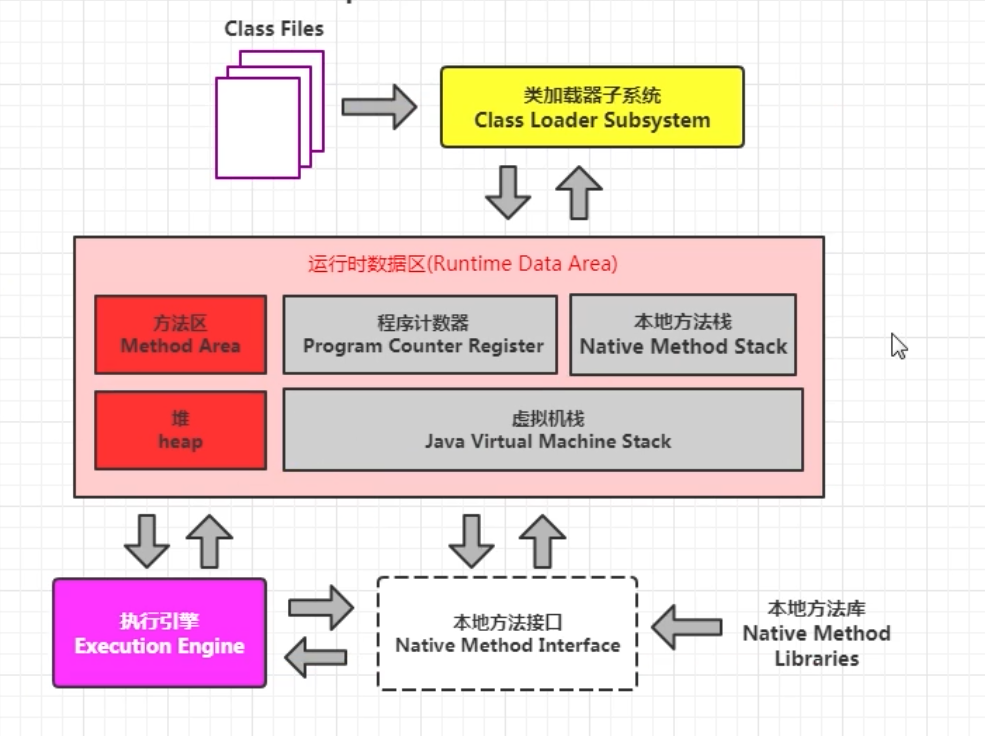 Class Files
类加载器子系统
Class Loader Subsystem
运行时数据区(Runtime Data Area)
方法区
Method Area
程序计数器
Program Counter Register
本地方法栈
Native Method Stack
堆
heap
虚拟机栈
Java Virtual Machine Stack
执行引擎
Execution Engine
本地方法接口
Native Method Interface
本地方法库
Native Method
Libraries